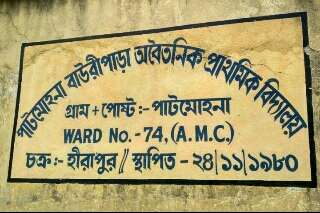 পাটমোহনা বাউরীপাড়া অবৈতনিক প্রাথমিক বিদ্যালয়
গ্রাম + পোষ্ট :- পাটমোহনা
WARD No. - 74, (A.M.C.)
চক্র :- হীরাপুর // স্থাপিত - ২৪/১১/১৯৮০